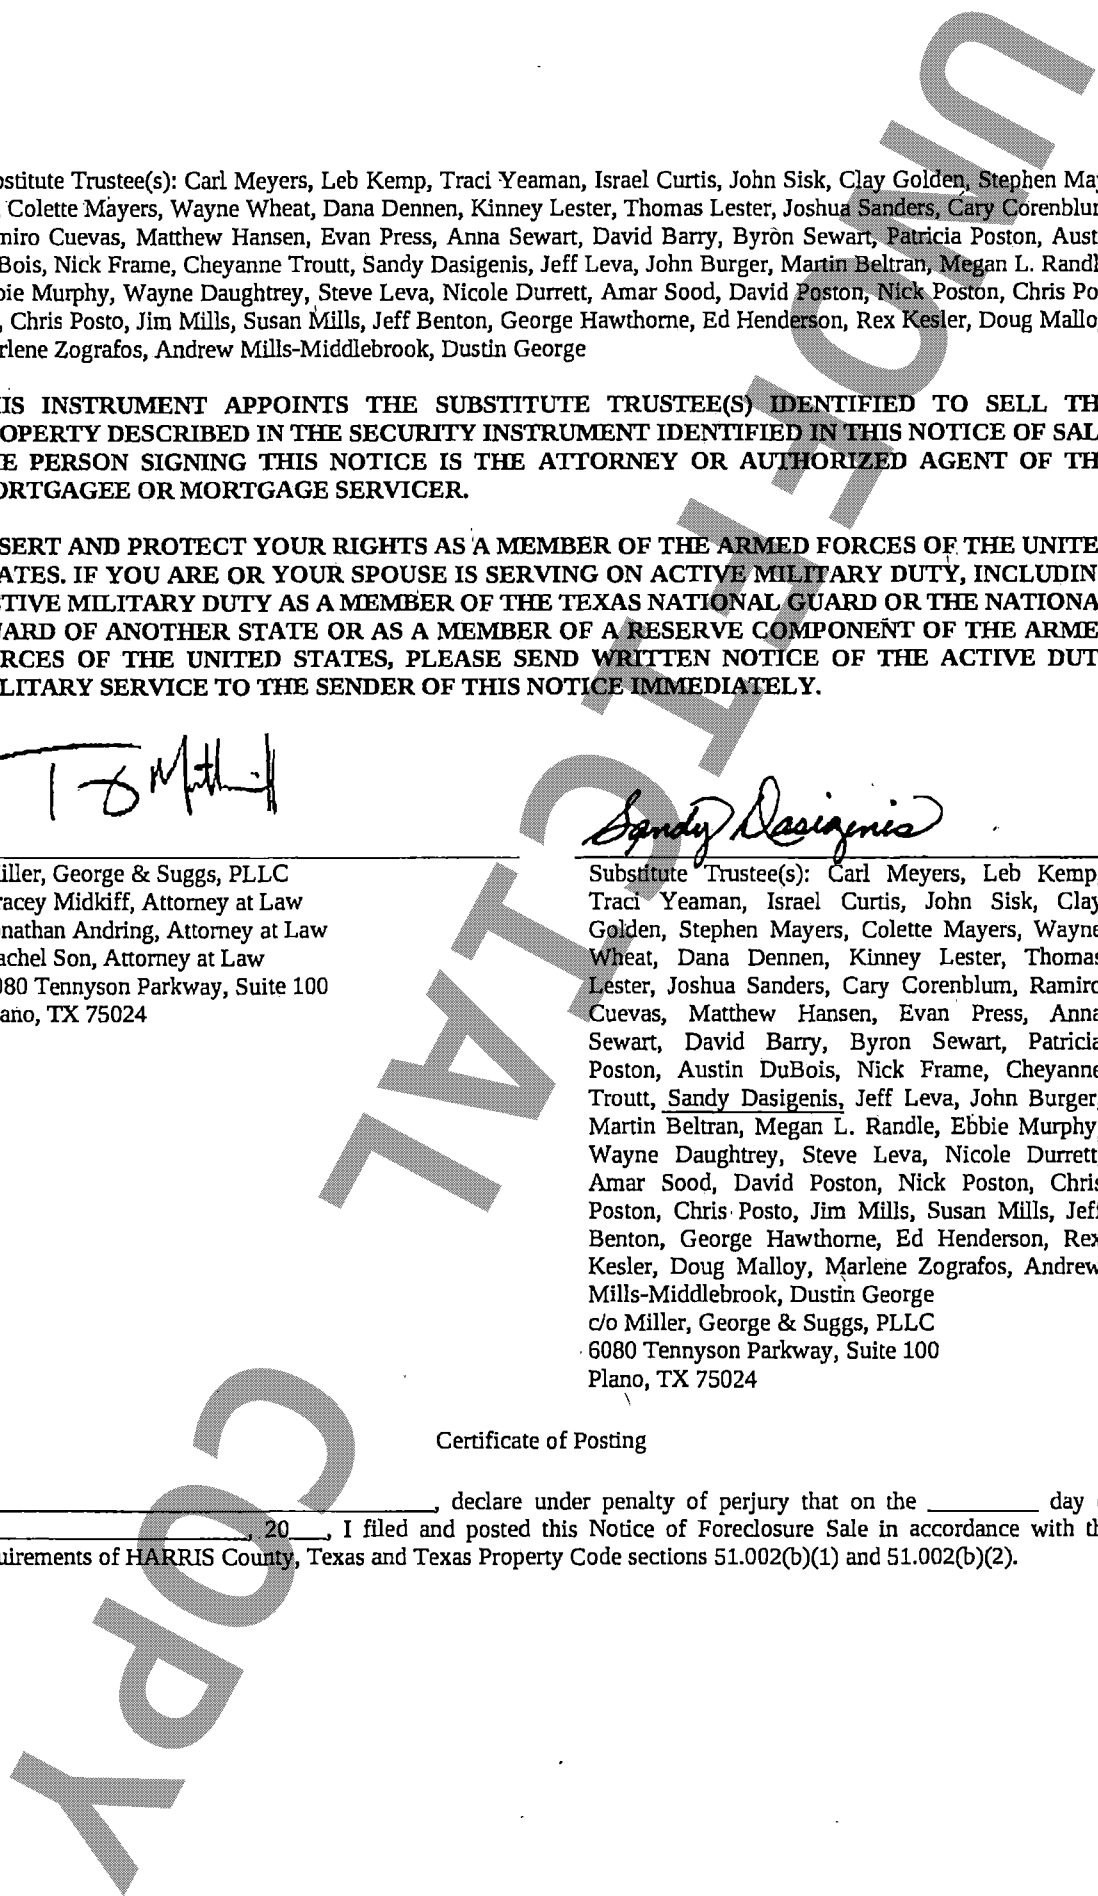 bstitute Trustee(s): Carl Meyers, Leb Kemp, Traci Yeaman, Israel Curtis, John Sisk, Clay Golden, Stephen May
, Colette Mayers, Wayne Wheat, Dana Dennen, Kinney Lester, Thomas Lester, Joshua Sanders, Cary Corenblum
miro Cuevas, Matthew Hansen, Evan Press, Anna Sewart, David Barry, Byron Sewart, Patricia Poston, Aust
Bois, Nick Frame, Cheyanne Troutt, Sandy Dasigenis, Jeff Leva, John Burger, Martin Beltran, Megan L. Randl
bie Murphy, Wayne Daughtrey, Steve Leva, Nicole Durrett, Amar Sood, David Poston, Nick Poston, Chris Po
, Chris Posto, Jim Mills, Susan Mills, Jeff Benton, George Hawthorne, Ed Henderson, Rex Kesler, Doug Mallo
rlene Zografos, Andrew Mills-Middlebrook, Dustin George
IS INSTRUMENT APPOINTS THE SUBSTITUTE TRUSTEE(S) IDENTIFIED TO SELL TH
OPERTY DESCRIBED IN THE SECURITY INSTRUMENT IDENTIFIED IN THIS NOTICE OF SAL
E PERSON SIGNING THIS NOTICE IS THE ATTORNEY OR AUTHORIZED AGENT OF TH
ORTGAGEE OR MORTGAGE SERVICER.
SERT AND PROTECT YOUR RIGHTS AS A MEMBER OF THE ARMED FORCES OF THE UNITE
ATES. IF YOU ARE OR YOUR SPOUSE IS SERVING ON ACTIVE MILITARY DUTY, INCLUDIN
TIVE MILITARY DUTY AS A MEMBER OF THE TEXAS NATIONAL GUARD OR THE NATIONA
ARD OF ANOTHER STATE OR AS A MEMBER OF A RESERVE COMPONENT OF THE ARME
RCES OF THE UNITED STATES, PLEASE SEND WRITTEN NOTICE OF THE ACTIVE DUT
LITARY SERVICE TO THE SENDER OF THIS NOTICE IMMEDIATELY.
Sandy Dasigenis
iller, George & Suggs, PLLC
racey Midkiff, Attorney at Law
onathan Andring, Attorney at Law
achel Son, Attorney at Law
080 Tennyson Parkway, Suite 100
ano, TX 75024
Substitute Trustee(s): Carl Meyers, Leb Kemp,
Traci Yeaman, Israel Curtis, John Sisk, Clay
Golden, Stephen Mayers, Colette Mayers, Wayne
Wheat, Dana Dennen, Kinney Lester, Thomas
Lester, Joshua Sanders, Cary Corenblum, Ramiro
Cuevas, Matthew Hansen, Evan Press, Anna
Sewart, David Barry, Byron Sewart, Patricia
Poston, Austin DuBois, Nick Frame, Cheyanne
Troutt, Sandy Dasigenis, Jeff Leva, John Burger,
Martin Beltran, Megan L. Randle, Ebbie Murphy,
Wayne Daughtrey, Steve Leva, Nicole Durrett,
Amar Sood, David Poston, Nick Poston, Chris
Poston, Chris Posto, Jim Mills, Susan Mills, Jeff
Benton, George Hawthorne, Ed Henderson, Rex
Kesler, Doug Malloy, Marlene Zografos, Andrew
Mills-Middlebrook, Dustin George
c/o Miller, George & Suggs, PLLC
6080 Tennyson Parkway, Suite 100
Plano, TX 75024
Certificate of Posting
, declare under penalty of perjury that on the ________ day
, 20___, I filed and posted this Notice of Foreclosure Sale in accordance with th
uirements of HARRIS County, Texas and Texas Property Code sections 51.002(b)(1) and 51.002(b)(2).
UNOFFICIAL COPY